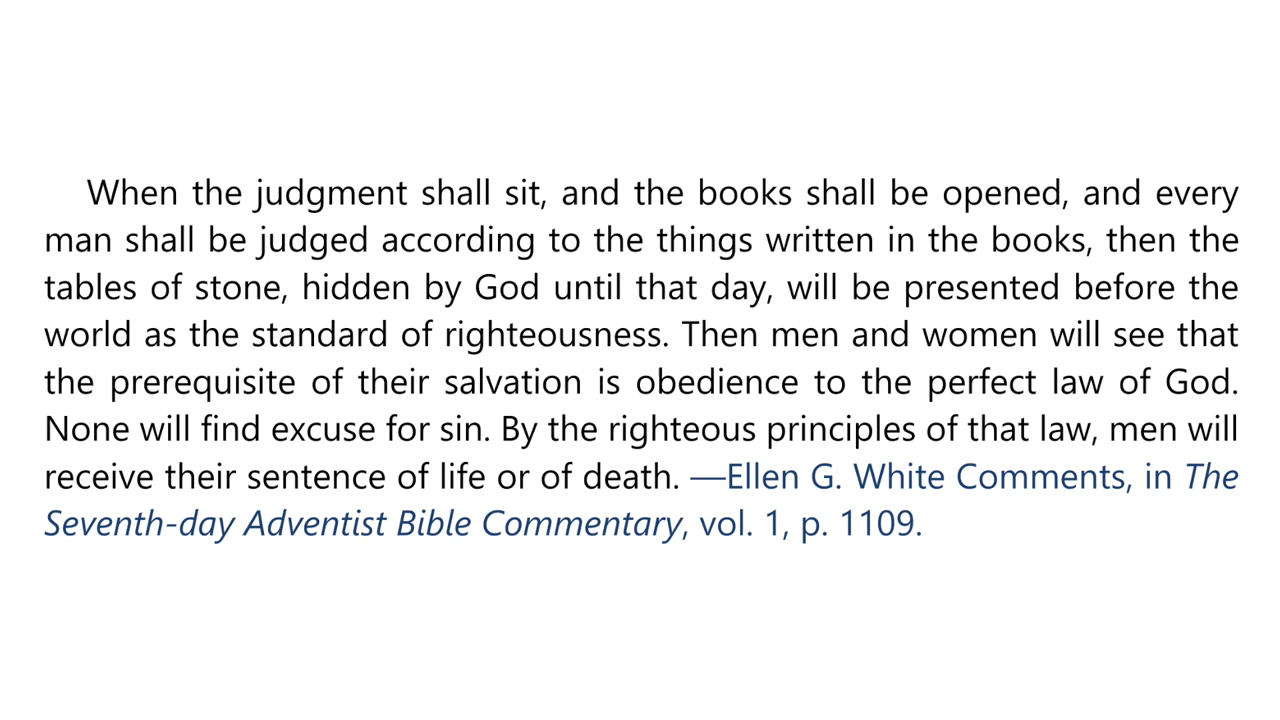 When the judgment shall sit, and the books shall be opened, and every
man shall be judged according to the things written in the books, then the
tables of stone, hidden by God until that day, will be presented before the
world as the standard of righteousness. Then men and women will see that
the prerequisite of their salvation is obedience to the perfect law of God.
None will find excuse for sin. By the righteous principles of that law, men will
receive their sentence of life or of death. —Ellen G. White Comments, in The
Seventh-day Adventist Bible Commentary, vol. 1, p. 1109.